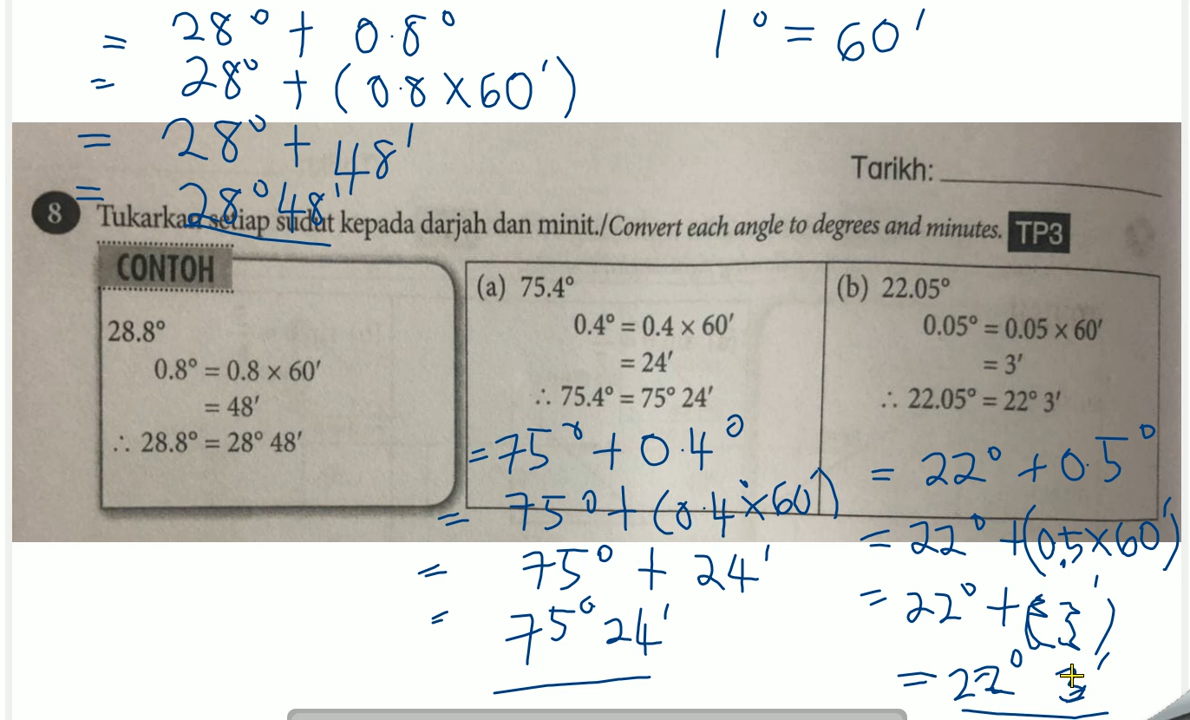 = 28° + 0.8°
1° = 60'
= 28° + (0.8 × 60')
= 28° + 48'
= 28° 48'
Tarikh:
8 Tukarkan setiap sudut kepada darjah dan minit./Convert each angle to degrees and minutes. TP3
CONTOH
28.8°
0.8° = 0.8 × 60'
= 48'
∴ 28.8° = 28° 48'
(a) 75.4°
0.4° = 0.4 × 60'
= 24'
∴ 75.4° = 75° 24'
= 75° + 0.4°
= 75° + (0.4 × 60')
= 75° + 24'
= 75° 24'
(b) 22.05°
0.05° = 0.05 × 60'
= 3'
∴ 22.05° = 22° 3'
= 22° + 0.5°
= 22° + (0.5 × 60')
= 22° + (3')
= 22° 3'